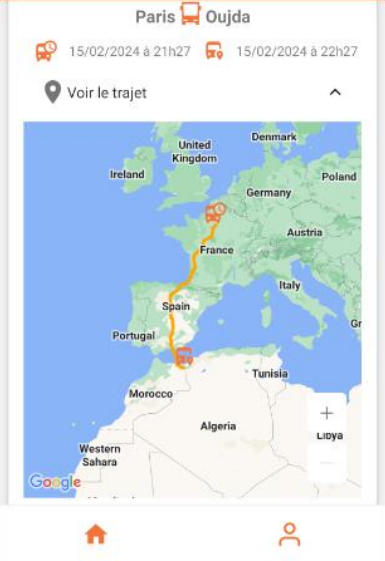 Paris Oujda
15/02/2024 à 21h27 15/02/2024 à 22h27
Voir le trajet
Denmark
United
Kingdom
Ireland
Poland
Germany
Austria
France
Italy
Spain
Gr
Portugal
Tunisia
Morocco
Algeria
Libya
Western
Sahara
Google